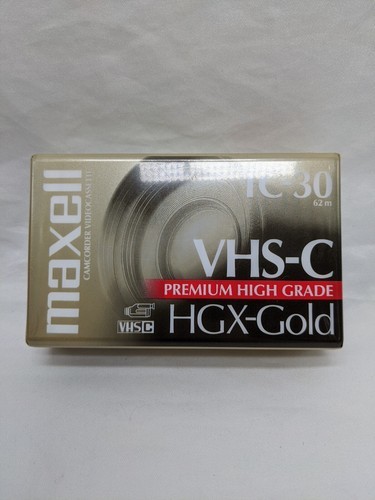 maxell
CAMCORDER VIDEOCASSETTE
TC-30
62 m
VHS-C
PREMIUM HIGH GRADE
VHS C
HGX-Gold